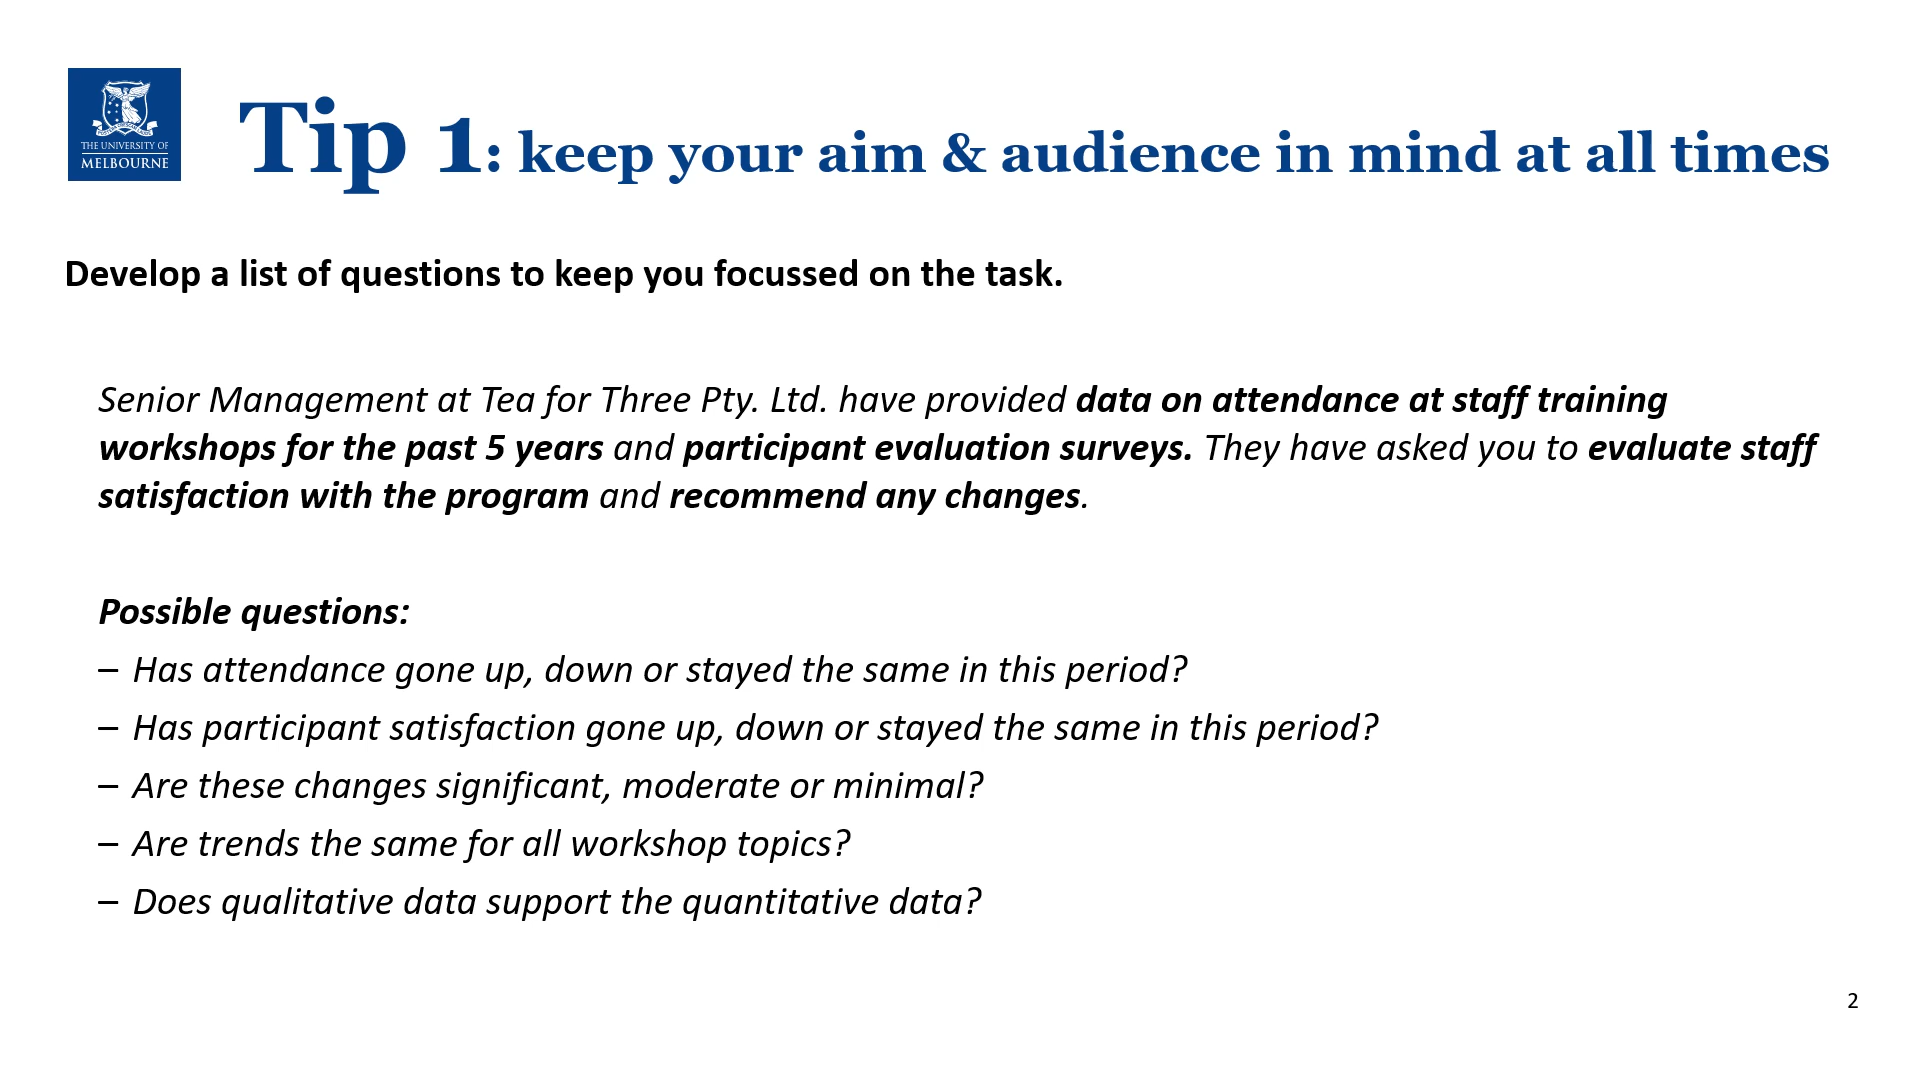 THE UNIVERSITY OF
MELBOURNE
Tip 1: keep your aim & audience in mind at all times
Develop a list of questions to keep you focussed on the task.
Senior Management at Tea for Three Pty. Ltd. have provided data on attendance at staff training
workshops for the past 5 years and participant evaluation surveys. They have asked you to evaluate staff
satisfaction with the program and recommend any changes.
Possible questions:
– Has attendance gone up, down or stayed the same in this period?
– Has participant satisfaction gone up, down or stayed the same in this period?
– Are these changes significant, moderate or minimal?
– Are trends the same for all workshop topics?
– Does qualitative data support the quantitative data?
2